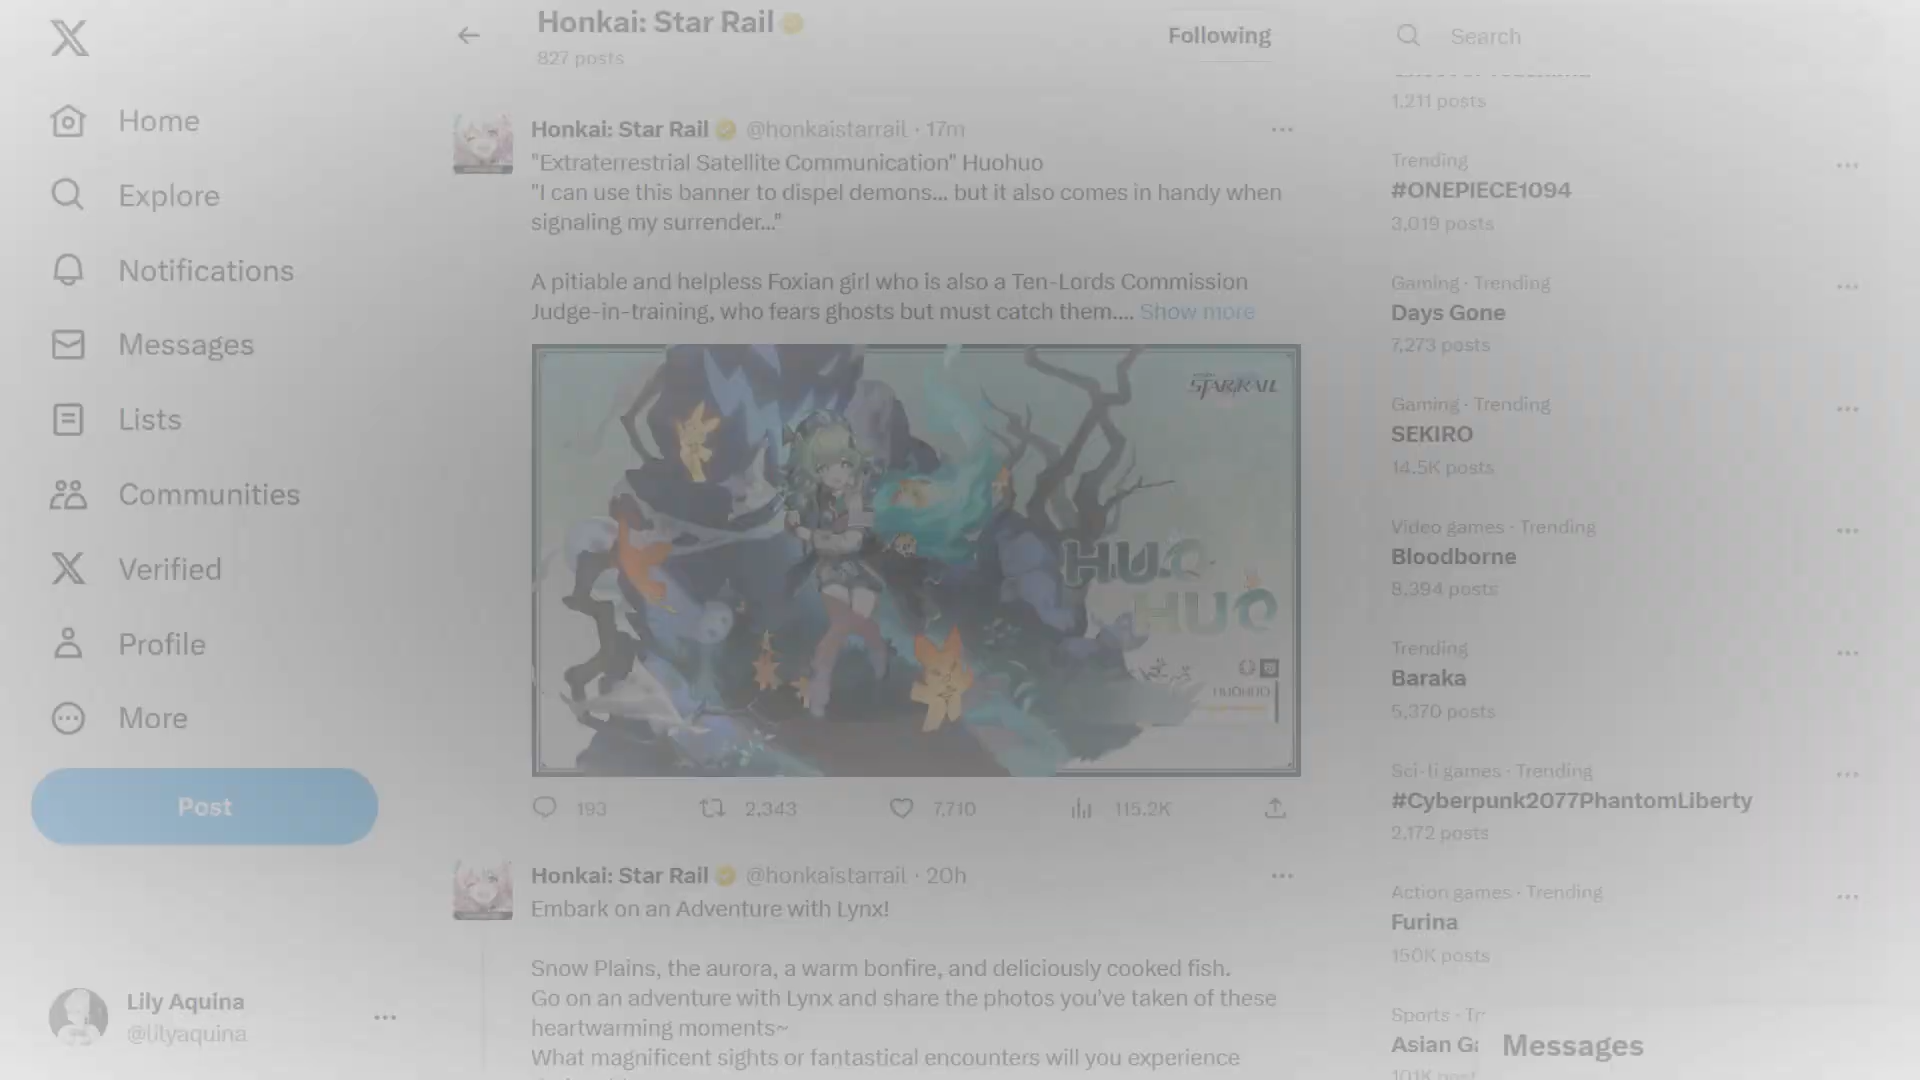 Honkai: Star Rail
827 posts
Following
Search
Home
Explore
Notifications
Messages
Lists
Communities
Verified
Profile
More
Post
Lily Aquina
@lilyaquina
Honkai: Star Rail @honkaistarrail · 17m
"Extraterrestrial Satellite Communication" Huohuo
"I can use this banner to dispel demons... but it also comes in handy when
signaling my surrender..."
A pitiable and helpless Foxian girl who is also a Ten-Lords Commission
Judge-in-training, who fears ghosts but must catch them.... Show more
STAR RAIL
HUO
HUO
HUOHUO
193
2,343
7,710
115.2K
Honkai: Star Rail @honkaistarrail · 20h
Embark on an Adventure with Lynx!
Snow Plains, the aurora, a warm bonfire, and deliciously cooked fish.
Go on an adventure with Lynx and share the photos you've taken of these
heartwarming moments~
What magnificent sights or fantastical encounters will you experience
1,211 posts
Trending
#ONEPIECE1094
3,019 posts
Gaming · Trending
Days Gone
7,273 posts
Gaming · Trending
SEKIRO
14.5K posts
Video games · Trending
Bloodborne
8,394 posts
Trending
Baraka
5,370 posts
Sci-fi games · Trending
#Cyberpunk2077PhantomLiberty
2,172 posts
Action games · Trending
Furina
150K posts
Sports · Tr
Asian Ga
101K post
Messages